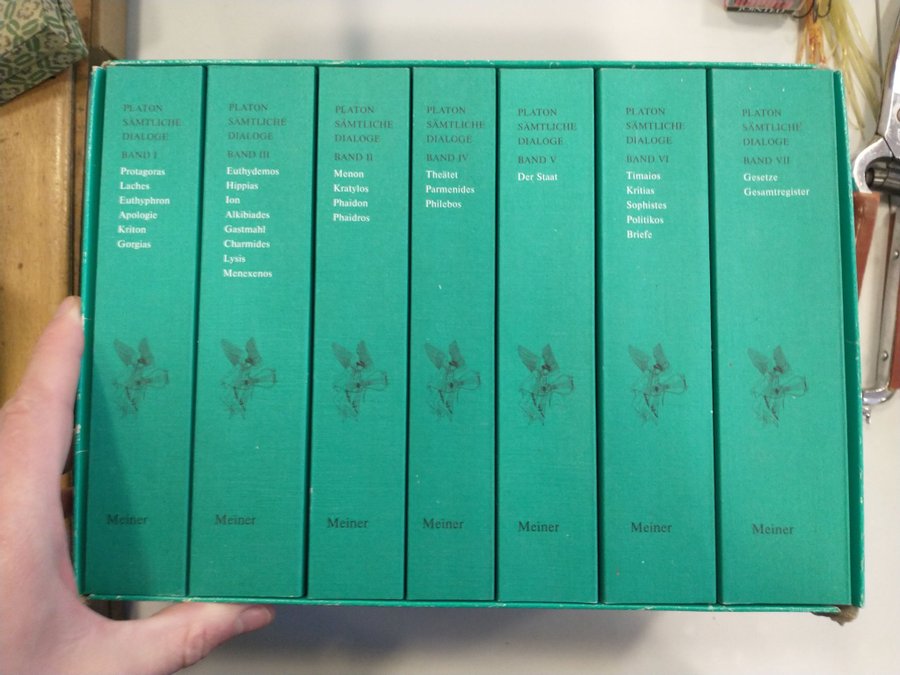 PLATON
SÄMTLICHE
DIALOGE
BAND I
Protagoras
Laches
Euthyphron
Apologie
Kriton
Gorgias
Meiner
PLATON
SÄMTLICHE
DIALOGE
BAND III
Euthydemos
Hippias
Ion
Alkibiades
Gastmahl
Charmides
Lysis
Menexenos
Meiner
PLATON
SÄMTLICHE
DIALOGE
BAND II
Menon
Kratylos
Phaidon
Phaidros
Meiner
PLATON
SÄMTLICHE
DIALOGE
BAND IV
Theätet
Parmenides
Philebos
Meiner
PLATON
SÄMTLICHE
DIALOGE
BAND V
Der Staat
Meiner
PLATON
SÄMTLICHE
DIALOGE
BAND VI
Timaios
Kritias
Sophistes
Politikos
Briefe
Meiner
PLATON
SÄMTLICHE
DIALOGE
BAND VII
Gesetze
Gesamtregister
Meiner